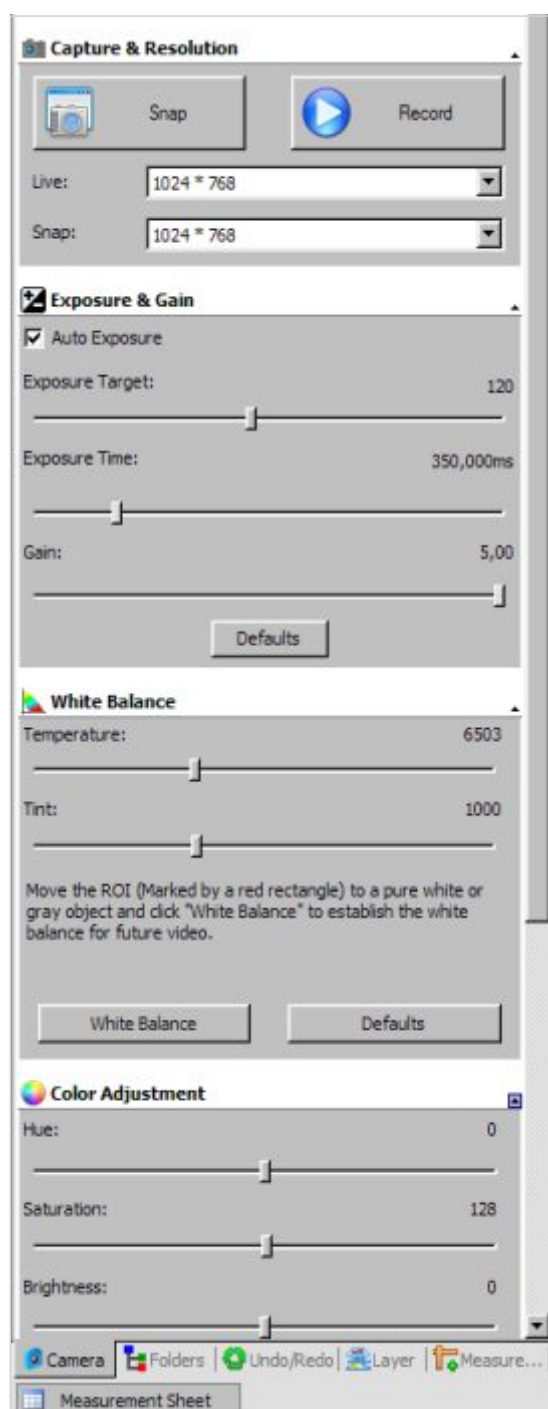 Capture & Resolution
Snap Record
Live: 1024 * 768
Snap: 1024 * 768
Exposure & Gain
Auto Exposure
Exposure Target: 120
Exposure Time: 350,000ms
Gain: 5,00
Defaults
White Balance
Temperature: 6503
Tint: 1000
Move the ROI (Marked by a red rectangle) to a pure white or
gray object and click "White Balance" to establish the white
balance for future video.
White Balance Defaults
Color Adjustment
Hue: 0
Saturation: 128
Brightness: 0
Camera Folders Undo/Redo Layer Measure...
Measurement Sheet